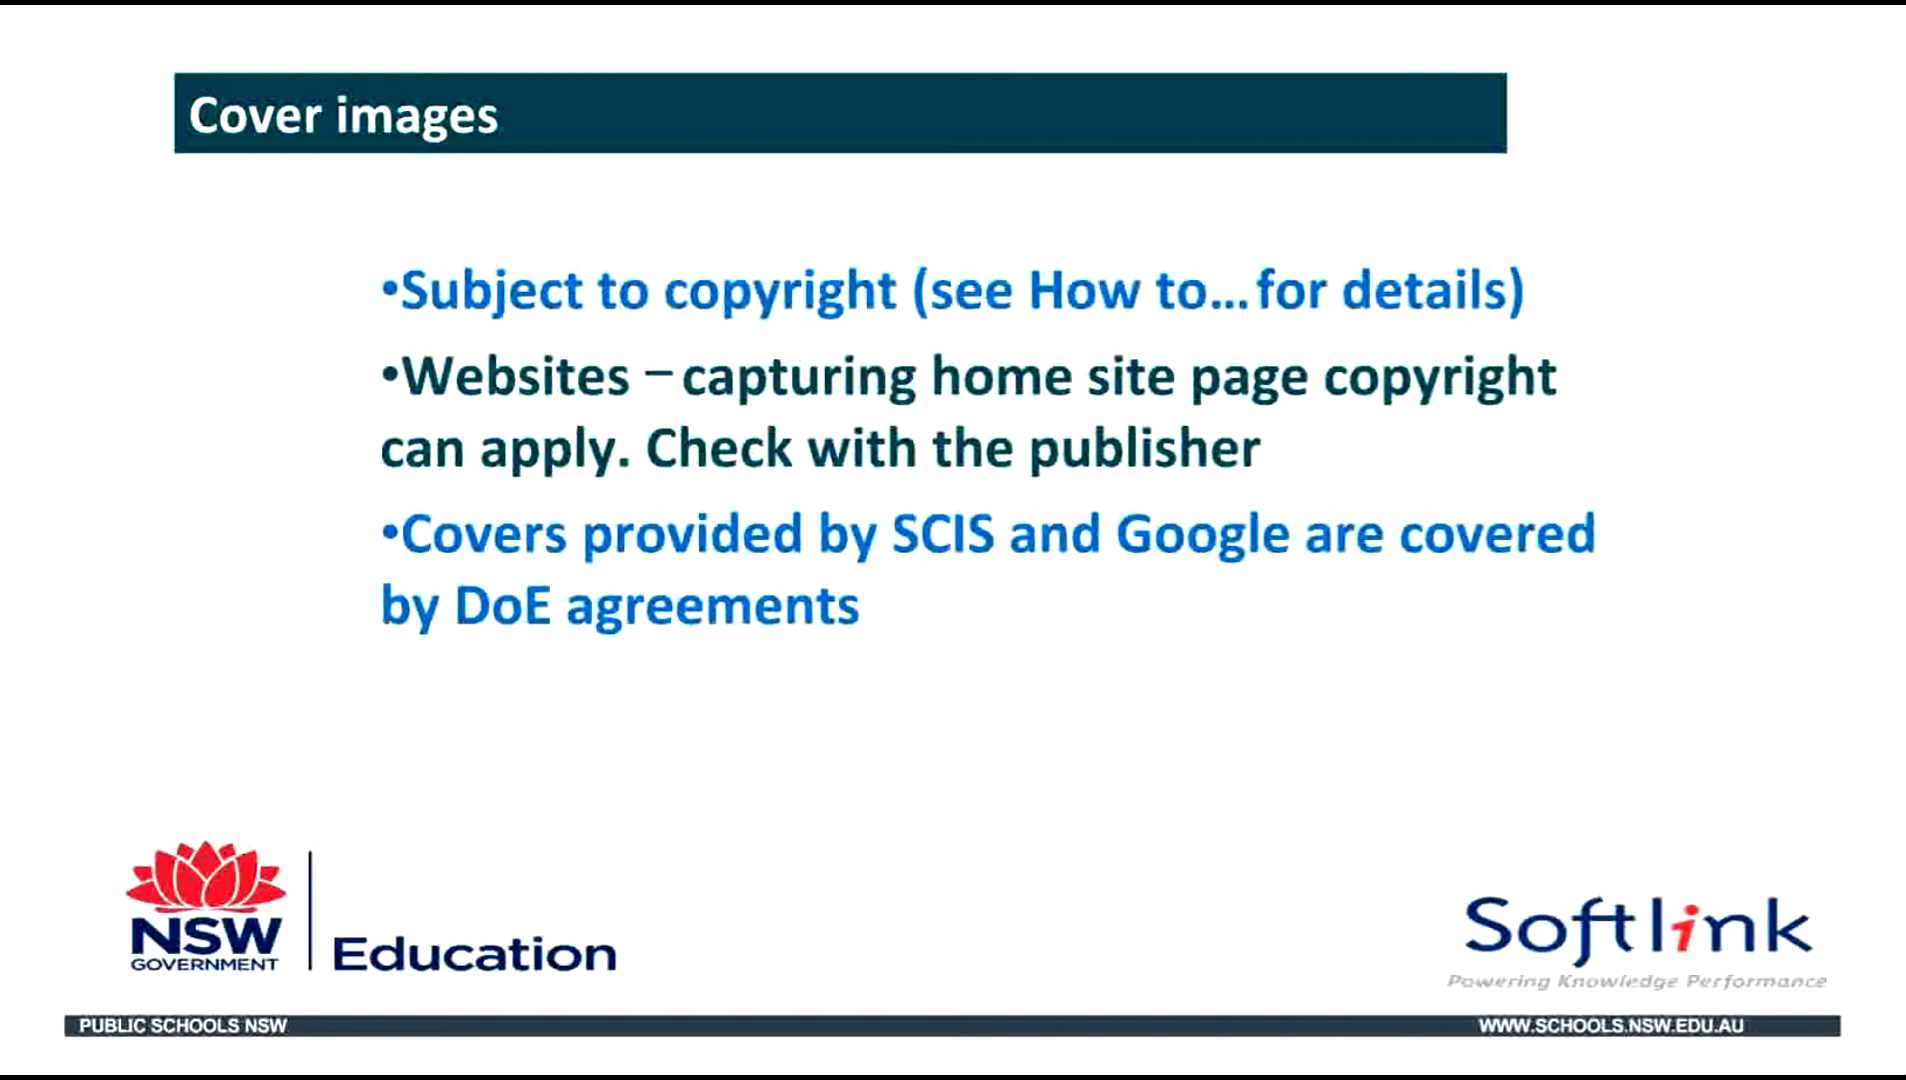 Cover images
•Subject to copyright (see How to… for details)
•Websites – capturing home site page copyright
can apply. Check with the publisher
•Covers provided by SCIS and Google are covered
by DoE agreements
NSW
GOVERNMENT
Education
Softlink
Powering Knowledge Performance
PUBLIC SCHOOLS NSW
WWW.SCHOOLS.NSW.EDU.AU